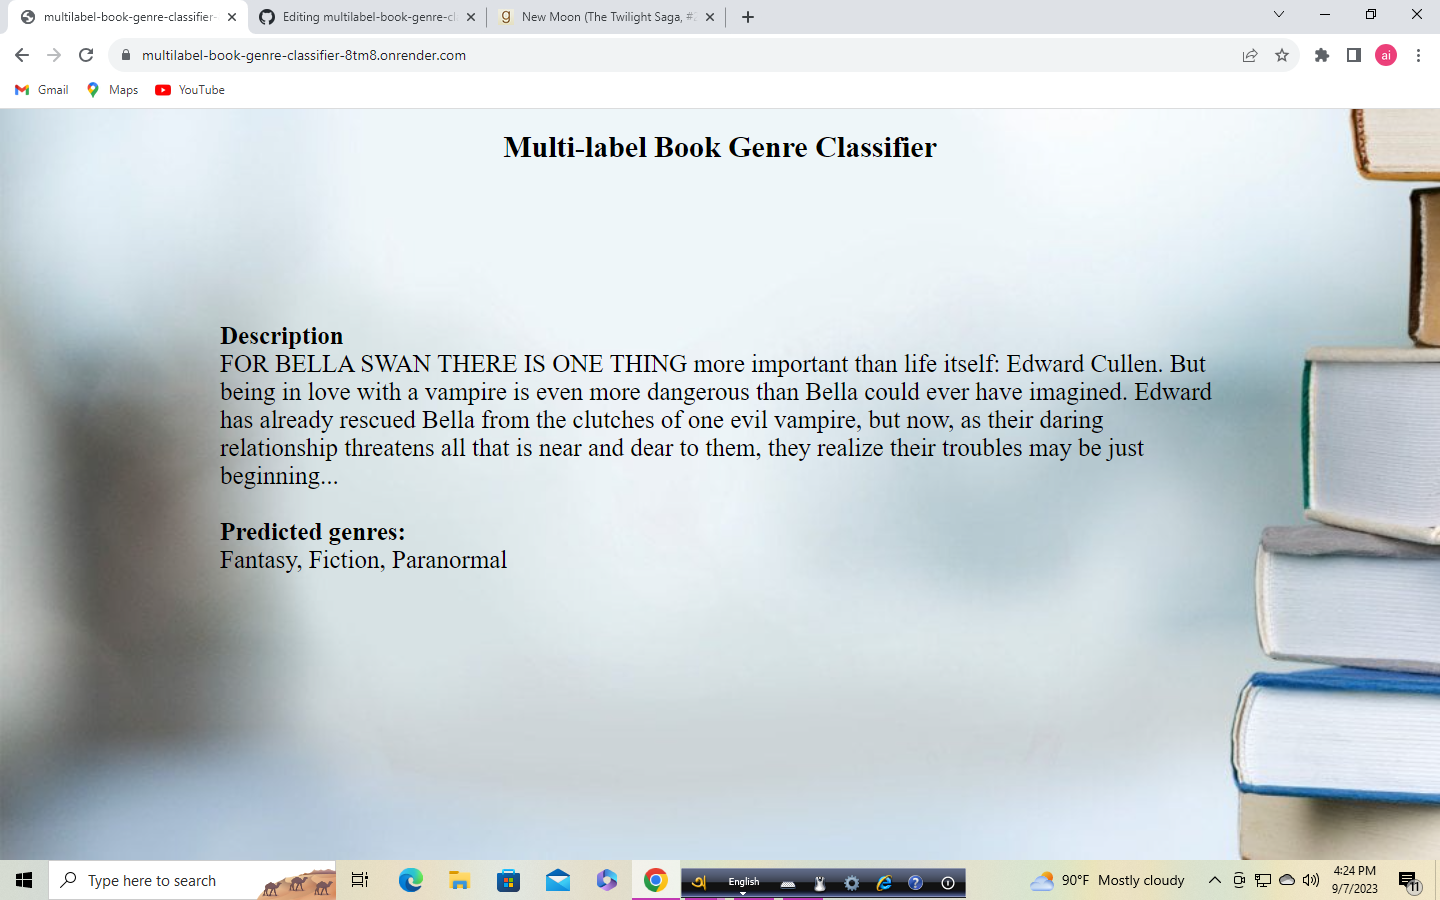 multilabel-book-genre-classifier-
Editing multilabel-book-genre-cl
New Moon (The Twilight Saga, #2
multilabel-book-genre-classifier-8tm8.onrender.com
ai
Gmail
Maps
YouTube
Multi-label Book Genre Classifier
Description
FOR BELLA SWAN THERE IS ONE THING more important than life itself: Edward Cullen. But
being in love with a vampire is even more dangerous than Bella could ever have imagined. Edward
has already rescued Bella from the clutches of one evil vampire, but now, as their daring
relationship threatens all that is near and dear to them, they realize their troubles may be just
beginning...
Predicted genres:
Fantasy, Fiction, Paranormal
Type here to search
English
90°F Mostly cloudy
4:24 PM
9/7/2023
11